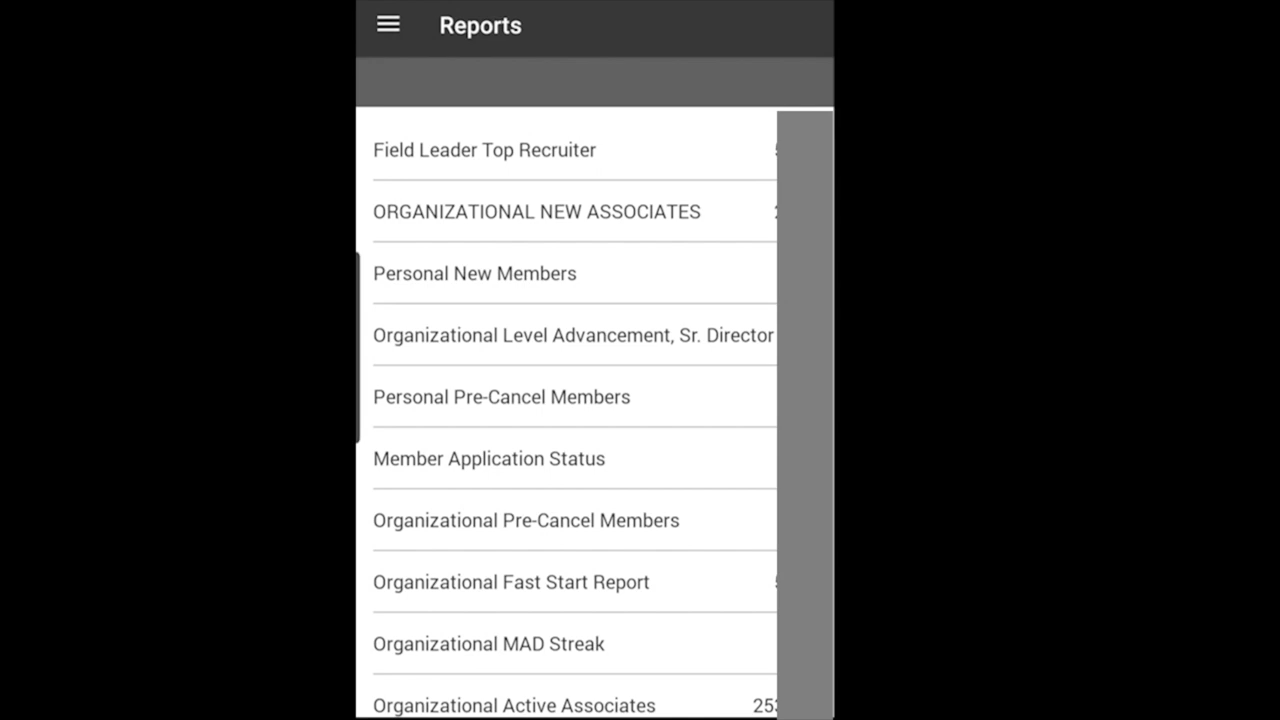 Reports
Field Leader Top Recruiter
ORGANIZATIONAL NEW ASSOCIATES
Personal New Members
Organizational Level Advancement, Sr. Director
Personal Pre-Cancel Members
Member Application Status
Organizational Pre-Cancel Members
Organizational Fast Start Report
Organizational MAD Streak
Organizational Active Associates